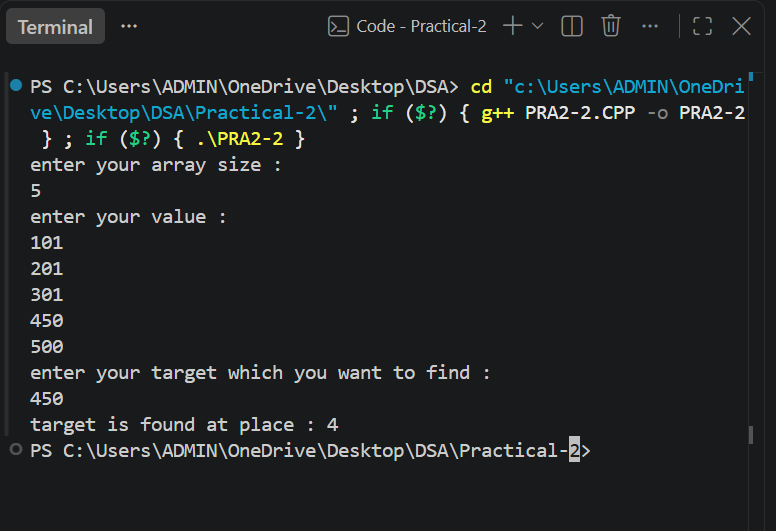 Terminal ... Code - Practical-2 ...
PS C:\Users\ADMIN\OneDrive\Desktop\DSA> cd "c:\Users\ADMIN\OneDri
ve\Desktop\DSA\Practical-2\" ; if ($?) { g++ PRA2-2.CPP -o PRA2-2
} ; if ($?) { .\PRA2-2 }
enter your array size :
5
enter your value :
101
201
301
450
500
enter your target which you want to find :
450
target is found at place : 4
PS C:\Users\ADMIN\OneDrive\Desktop\DSA\Practical-2>